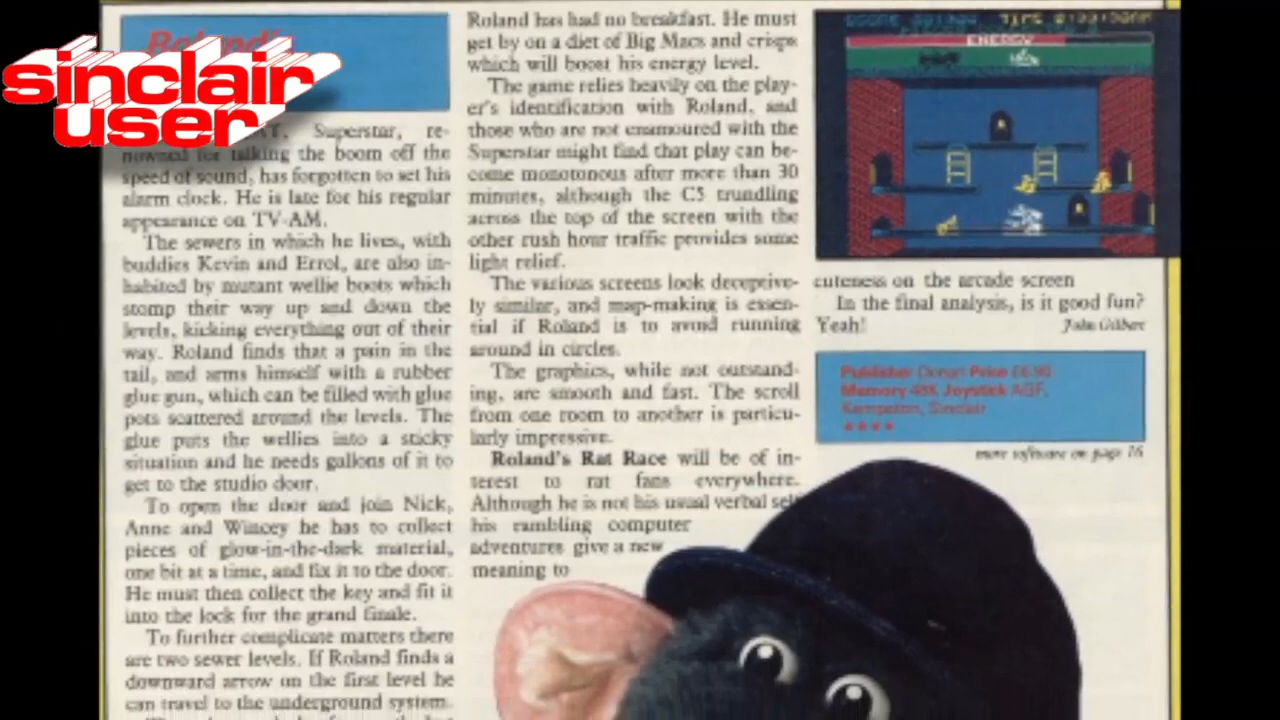 sinclair
user
Roland's
RAT, Superstar, re-
nowned for talking the boom off the
speed of sound, has forgotten to set his
alarm clock. He is late for his regular
appearance on TV-AM.
The sewers in which he lives, with
buddies Kevin and Errol, are also in-
habited by mutant wellie boots which
stomp their way up and down the
levels, kicking everything out of their
way. Roland finds that a pain in the
tail, and arms himself with a rubber
glue gun, which can be filled with glue
pots scattered around the levels. The
glue puts the wellies into a sticky
situation and he needs gallons of it to
get to the studio door.
To open the door and join Nick,
Anne and Wincey he has to collect
pieces of glow-in-the-dark material,
one bit at a time, and fix it to the door.
He must then collect the key and fit it
into the lock for the grand finale.
To further complicate matters there
are two sewer levels. If Roland finds a
downward arrow on the first level he
can travel to the underground system.
Roland has had no breakfast. He must
get by on a diet of Big Macs and crisps
which will boost his energy level.
The game relies heavily on the play-
er's identification with Roland, and
those who are not enamoured with the
Superstar might find that play can be-
come monotonous after more than 30
minutes, although the C5 trundling
across the top of the screen with the
other rush hour traffic provides some
light relief.
The various screens look deceptive-
ly similar, and map-making is essen-
tial if Roland is to avoid running
around in circles.
The graphics, while not outstand-
ing, are smooth and fast. The scroll
from one room to another is particu-
larly impressive.
Roland's Rat Race will be of in-
terest to rat fans everywhere.
Although he is not his usual verbal self
his rambling computer
adventures give a new
meaning to
SCORE TIME
ENERGY
cuteness on the arcade screen
In the final analysis, is it good fun?
Yeah! John Gilbert
Publisher Ocean Price £6.90
Memory 48K Joystick AGF,
Kempston, Sinclair
★★★★
more software on page 16